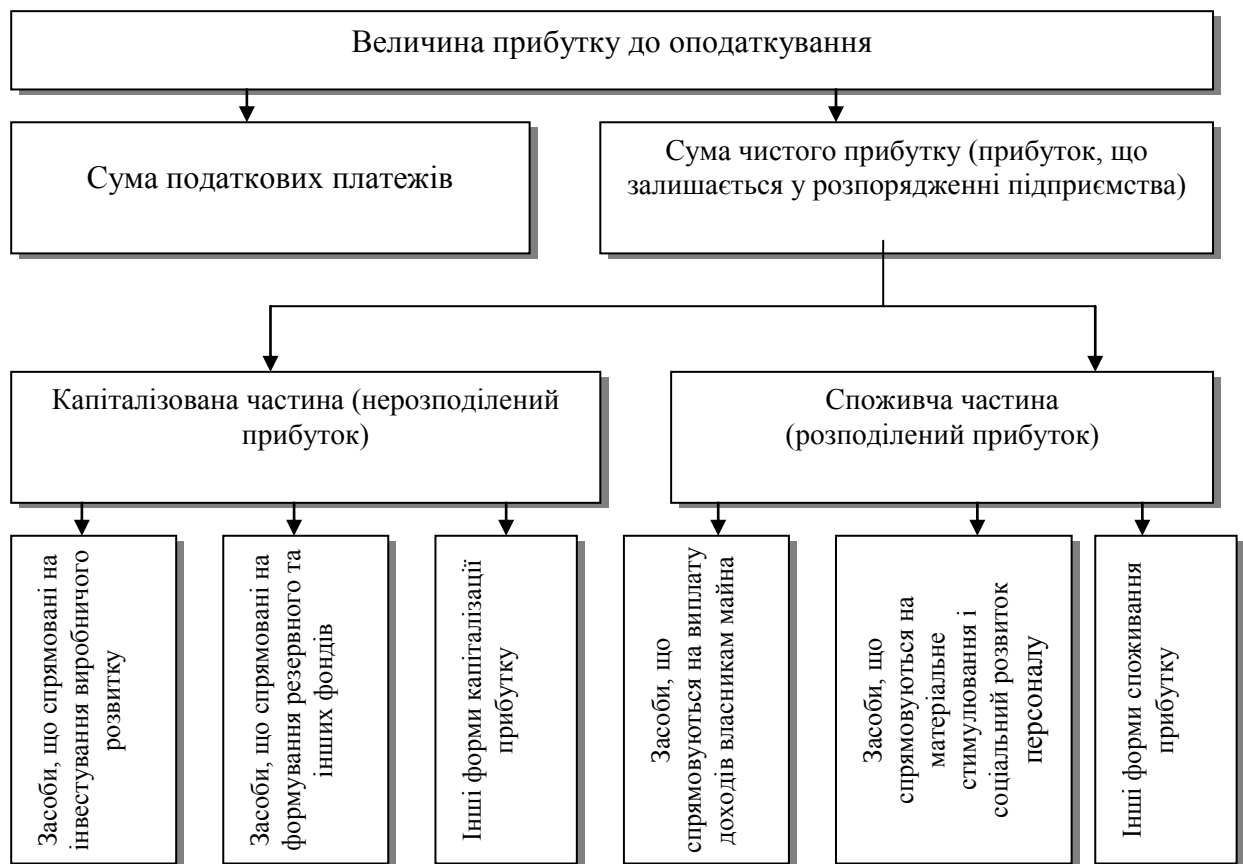 Величина прибутку до оподаткування
Сума податкових платежів
Сума чистого прибутку (прибуток, що
залишається у розпорядженні підприємства)
Капіталізована частина (нерозподілений
прибуток)
Споживча частина
(розподілений прибуток)
Засоби, що спрямовані на
інвестування виробничого
розвитку
Засоби, що спрямовані на
формування резервного та
інших фондів
Інші форми капіталізації
прибутку
Засоби, що
спрямовуються на виплату
доходів власникам майна
Засоби, що
спрямовуються на
матеріальне
стимулювання і
соціальний розвиток
персоналу
Інші форми споживання
прибутку